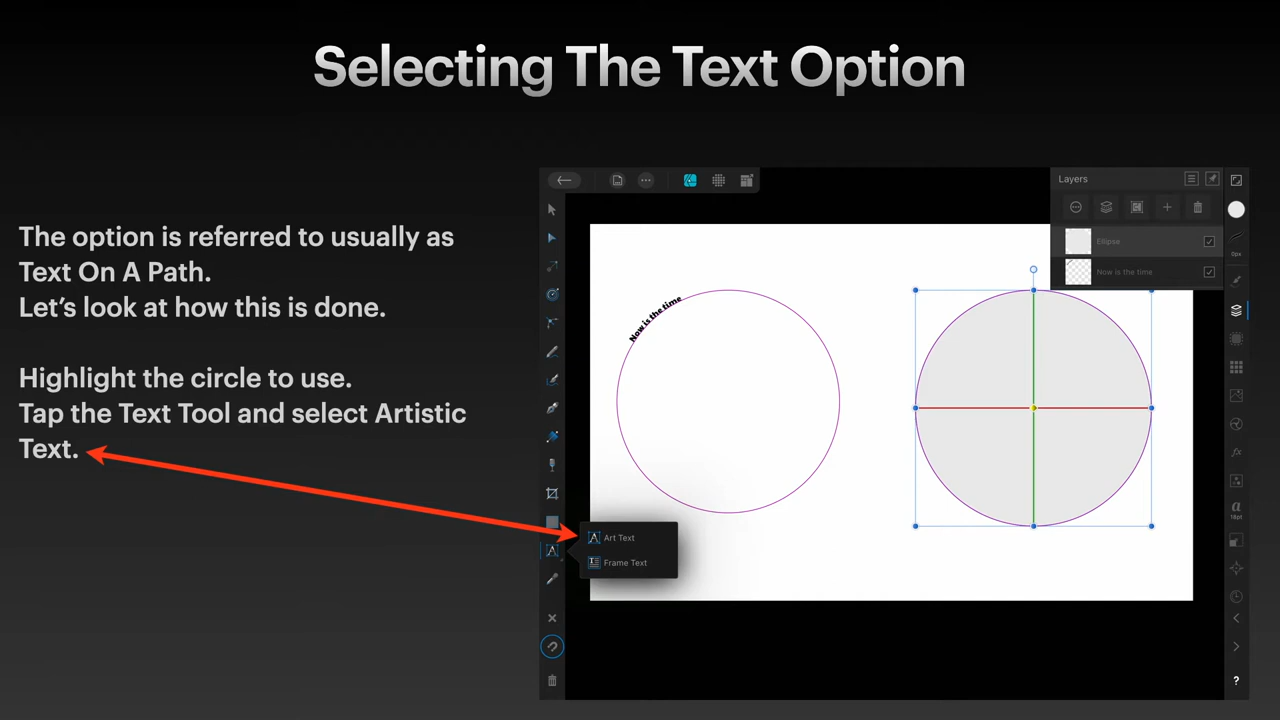 Selecting The Text Option
The option is referred to usually as
Text On A Path.
Let's look at how this is done.
Highlight the circle to use.
Tap the Text Tool and select Artistic
Text.
Layers
Ellipse
Now is the time
0px
Now is the time
a
16pt
Art Text
Frame Text
?